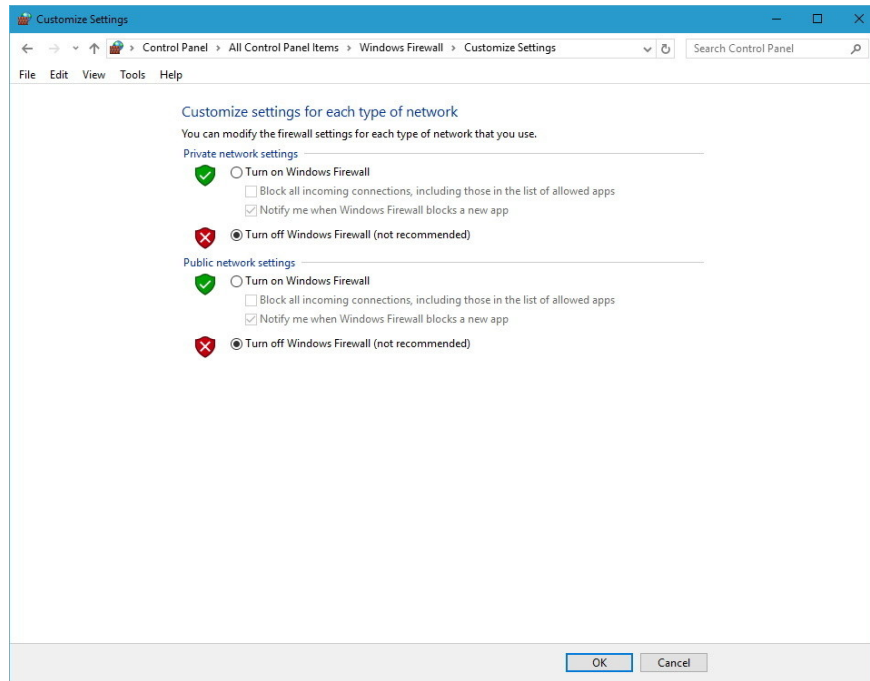 Customize Settings
Control Panel › All Control Panel Items › Windows Firewall › Customize Settings
Search Control Panel
File Edit View Tools Help
Customize settings for each type of network
You can modify the firewall settings for each type of network that you use.
Private network settings
Turn on Windows Firewall
Block all incoming connections, including those in the list of allowed apps
Notify me when Windows Firewall blocks a new app
Turn off Windows Firewall (not recommended)
Public network settings
Turn on Windows Firewall
Block all incoming connections, including those in the list of allowed apps
Notify me when Windows Firewall blocks a new app
Turn off Windows Firewall (not recommended)
OK Cancel